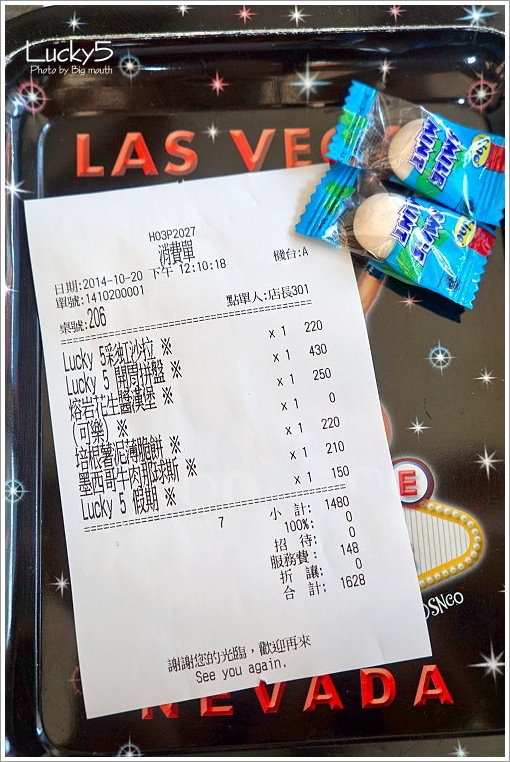 Lucky5
Photo by Big mouth
LAS VEG
H03P2027
消費單
日期:2014-10-20 下午 12:10:18
單號:1410200001 機台:A
桌號:206 點單人:店長301
Lucky 5彩虹沙拉 ※ x 1 220
Lucky 5 開胃拼盤 ※ x 1 430
熔岩花生醬漢堡 ※ x 1 250
(可樂) ※ x 1 0
培根薯泥薄脆餅 ※ x 1 220
墨西哥牛肉那球斯 ※ x 1 210
Lucky 5 假期 ※ x 1 150
7 小 計: 1480
100%: 0
招 待: 0
服務費: 148
折 讓: 0
合 計: 1628
謝謝您的光臨,歡迎再來
See you again.
NEVADA